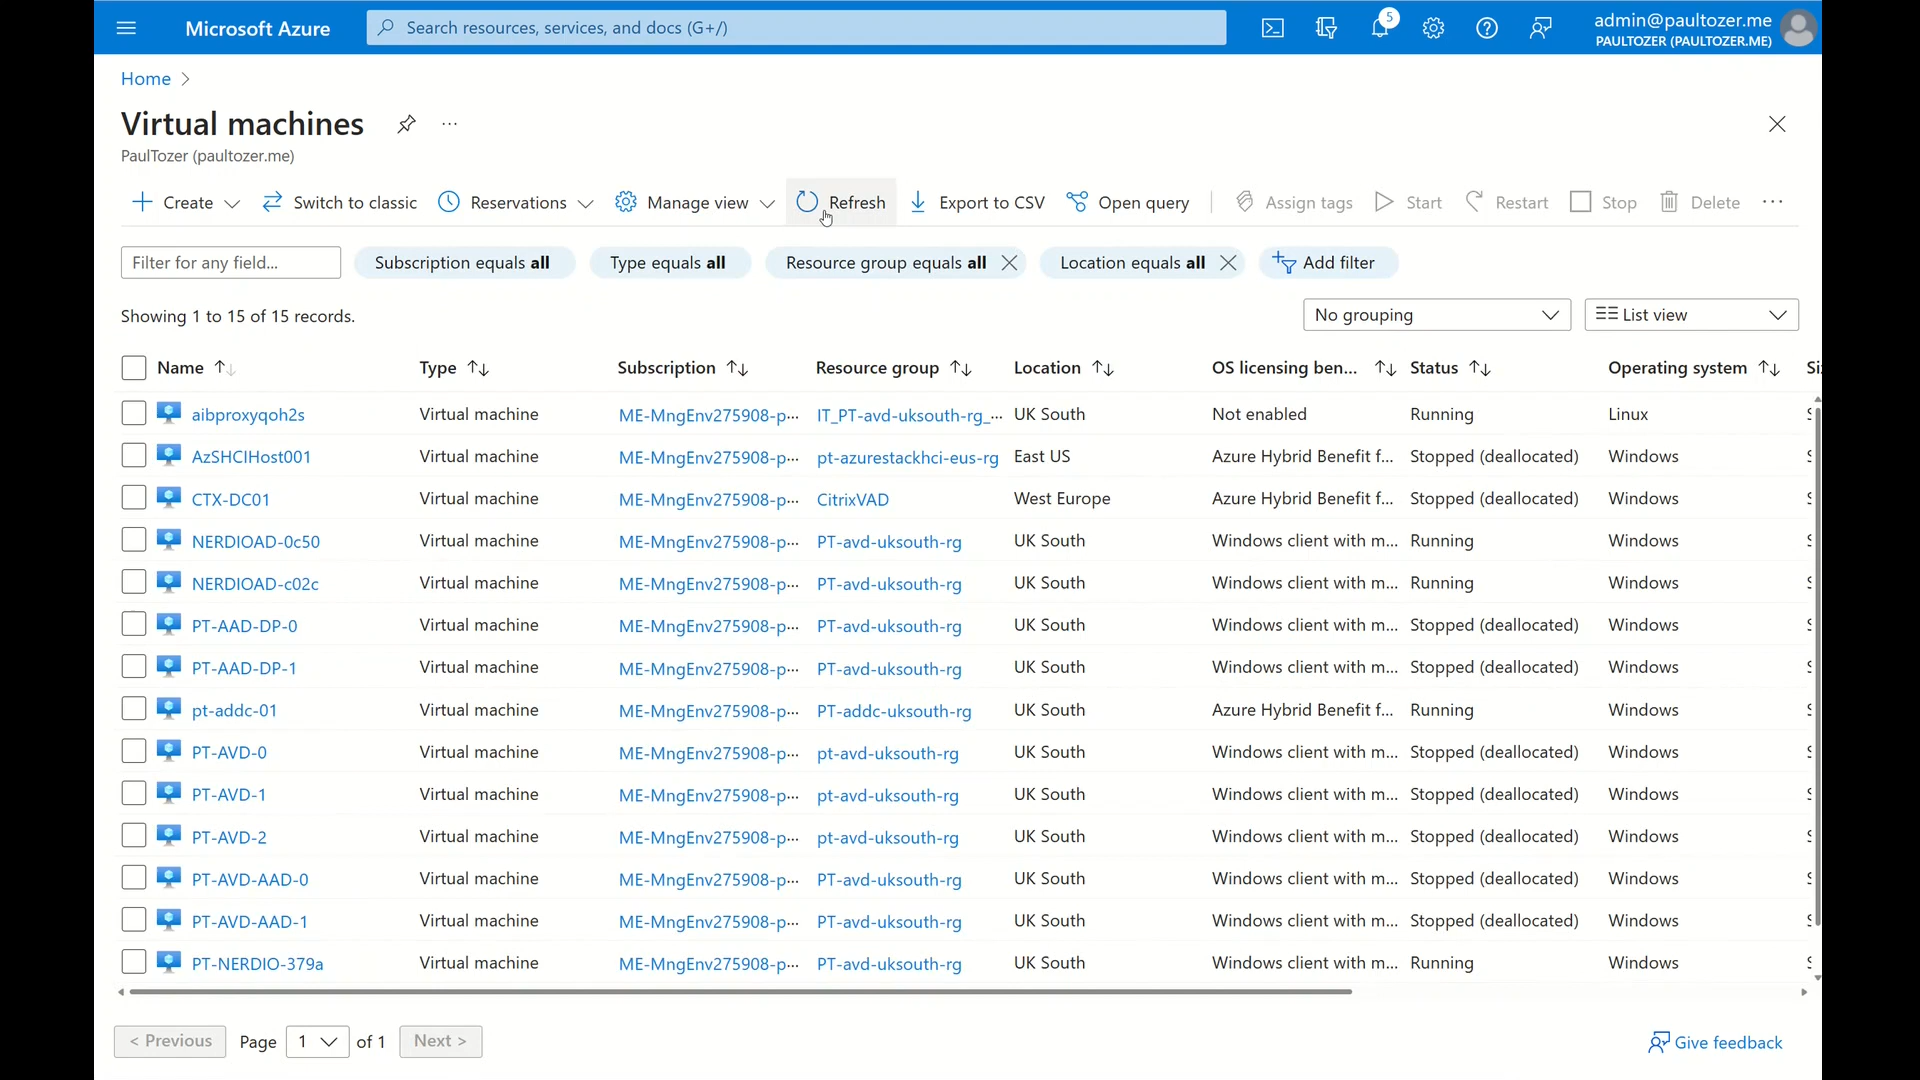 Microsoft Azure
Search resources, services, and docs (G+/)
5
admin@paultozer.me
PAULTOZER (PAULTOZER.ME)
Home
Virtual machines
PaulTozer (paultozer.me)
Create Switch to classic Reservations Manage view Refresh Export to CSV Open query Assign tags Start Restart Stop Delete
Filter for any field... Subscription equals all Type equals all Resource group equals all Location equals all Add filter
Showing 1 to 15 of 15 records.
No grouping List view
Name Type Subscription Resource group Location OS licensing ben... Status Operating system
aibproxyqoh2s Virtual machine ME-MngEnv275908-p... IT_PT-avd-uksouth-rg_... UK South Not enabled Running Linux
AzSHCIHost001 Virtual machine ME-MngEnv275908-p... pt-azurestackhci-eus-rg East US Azure Hybrid Benefit f... Stopped (deallocated) Windows
CTX-DC01 Virtual machine ME-MngEnv275908-p... CitrixVAD West Europe Azure Hybrid Benefit f... Stopped (deallocated) Windows
NERDIOAD-0c50 Virtual machine ME-MngEnv275908-p... PT-avd-uksouth-rg UK South Windows client with m... Running Windows
NERDIOAD-c02c Virtual machine ME-MngEnv275908-p... PT-avd-uksouth-rg UK South Windows client with m... Running Windows
PT-AAD-DP-0 Virtual machine ME-MngEnv275908-p... PT-avd-uksouth-rg UK South Windows client with m... Stopped (deallocated) Windows
PT-AAD-DP-1 Virtual machine ME-MngEnv275908-p... PT-avd-uksouth-rg UK South Windows client with m... Stopped (deallocated) Windows
pt-addc-01 Virtual machine ME-MngEnv275908-p... PT-addc-uksouth-rg UK South Azure Hybrid Benefit f... Running Windows
PT-AVD-0 Virtual machine ME-MngEnv275908-p... pt-avd-uksouth-rg UK South Windows client with m... Stopped (deallocated) Windows
PT-AVD-1 Virtual machine ME-MngEnv275908-p... pt-avd-uksouth-rg UK South Windows client with m... Stopped (deallocated) Windows
PT-AVD-2 Virtual machine ME-MngEnv275908-p... pt-avd-uksouth-rg UK South Windows client with m... Stopped (deallocated) Windows
PT-AVD-AAD-0 Virtual machine ME-MngEnv275908-p... PT-avd-uksouth-rg UK South Windows client with m... Stopped (deallocated) Windows
PT-AVD-AAD-1 Virtual machine ME-MngEnv275908-p... PT-avd-uksouth-rg UK South Windows client with m... Stopped (deallocated) Windows
PT-NERDIO-379a Virtual machine ME-MngEnv275908-p... PT-avd-uksouth-rg UK South Windows client with m... Running Windows
< Previous Page 1 of 1 Next >
Give feedback